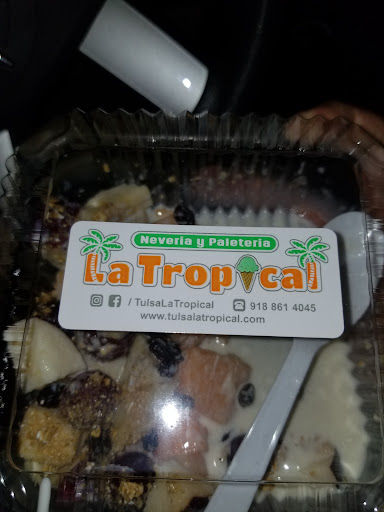 Neveria y Paleteria
La Tropical
/ TulsaLaTropical 918 861 4045
www.tulsalatropical.com